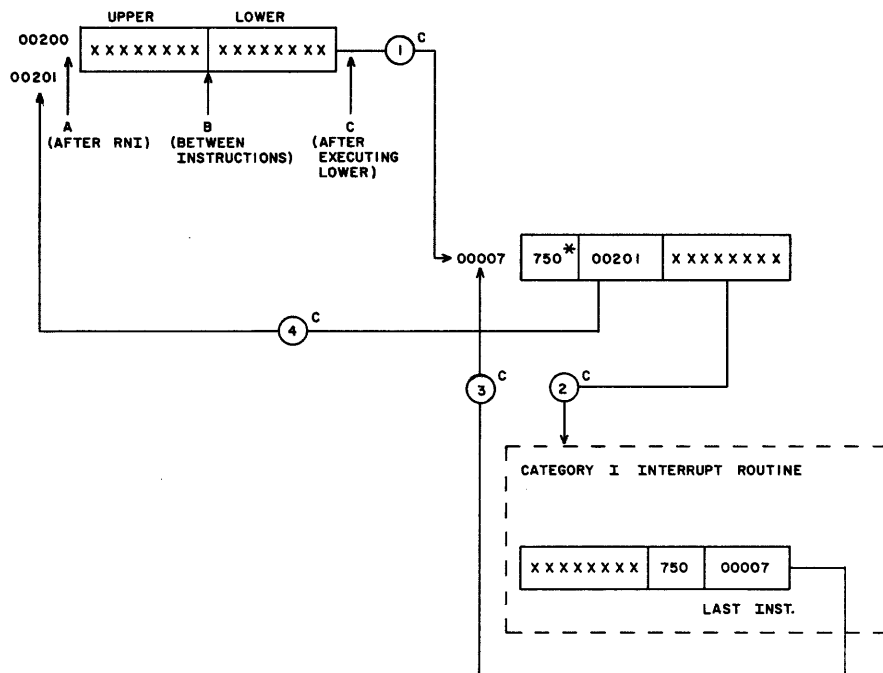 UPPER LOWER
00200 XXXXXXXX XXXXXXXX 1 C
00201
A B C
(AFTER RNI) (BETWEEN INSTRUCTIONS) (AFTER EXECUTING LOWER)
00007 750* 00201 XXXXXXXX
4 C
3 C 2 C
CATEGORY I INTERRUPT ROUTINE
XXXXXXXX 750 00007
LAST INST.